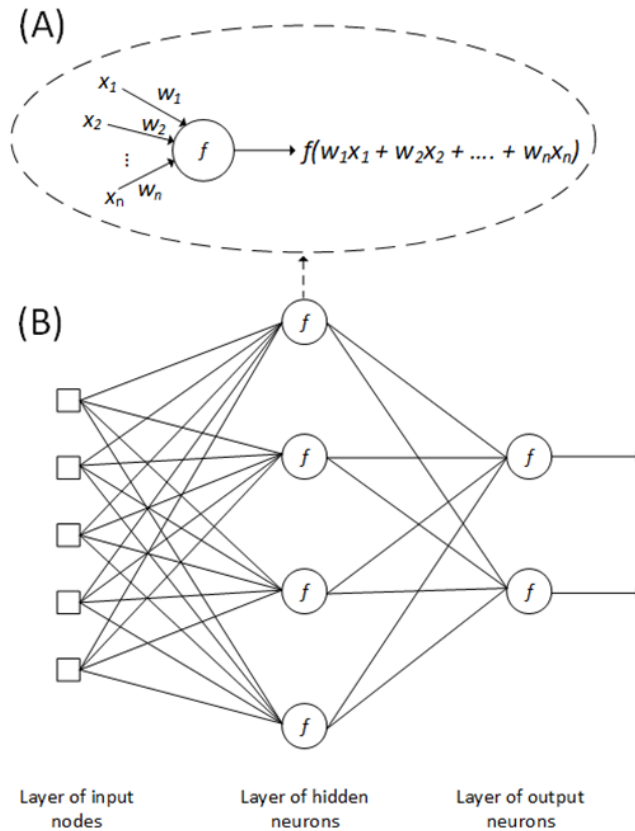 (A)
x1
w1
x2
w2
f
f(w1x1 + w2x2 + .... + wnxn)
⋮
xn
wn
(B)
f
f
f
f
f
f
Layer of input
nodes
Layer of hidden
neurons
Layer of output
neurons